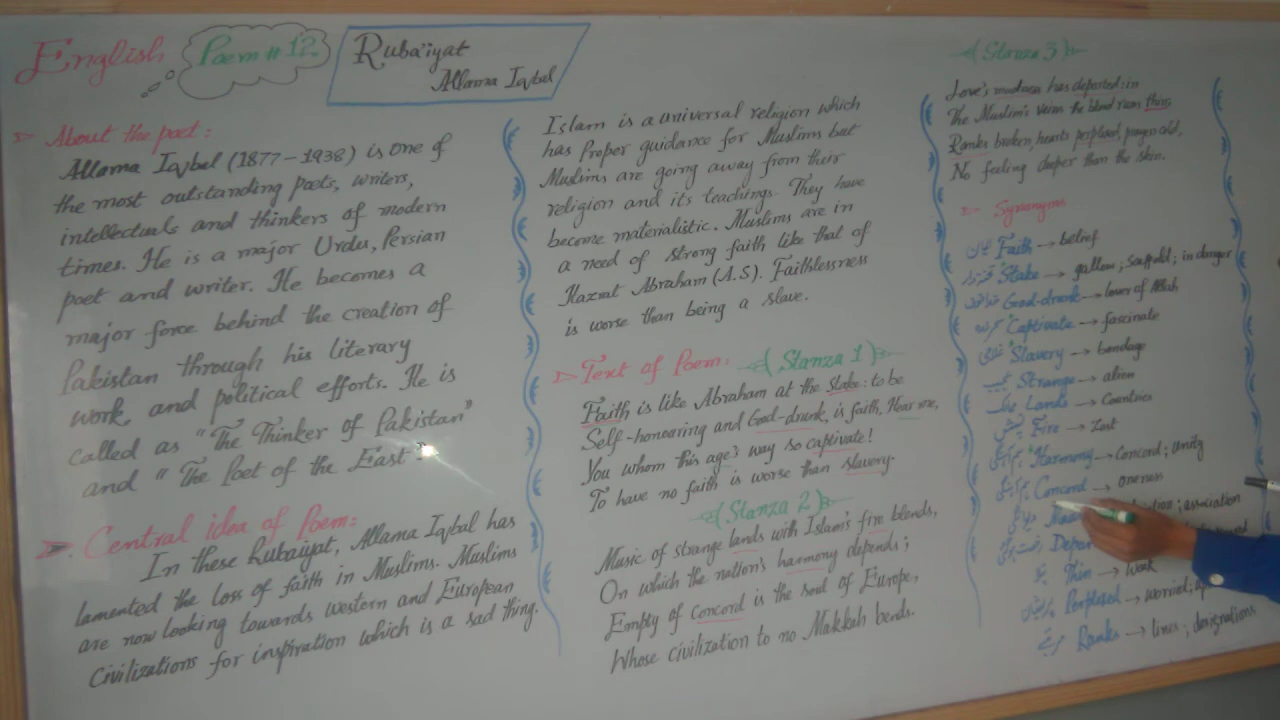 English
Poem # 12
Ruba'iyat
Allama Iqbal
About the poet:
Allama Iqbal (1877-1938) is one of
the most outstanding poets, writers,
intellectuals and thinkers of modern
times. He is a major Urdu, Persian
poet and writer. He becomes a
major force behind the creation of
Pakistan through his literary
work, and political efforts. He is
called as "The Thinker of Pakistan"
and "The Poet of the East".
Central idea of Poem:
In these Rubaiyat, Allama Iqbal has
lamented the loss of faith in Muslims. Muslims
are now looking towards western and European
Civilizations for inspiration which is a sad thing.
Islam is a universal religion which
has Proper guidance for Muslims but
Muslims are going away from their
religion and its teachings. They have
become materialistic. Muslims are in
a need of strong faith like that of
Hazrat Abraham (A.S). Faithlessness
is worse than being a slave.
Text of Poem: Stanza 1
Faith is like Abraham at the Stake: to be
Self-honouring and God-drunk, is faith, Hear me,
You whom this age's way so captivate!
To have no faith is worse than slavery.
Stanza 2
Music of strange lands with Islam's fire blends,
On which the nation's harmony depends;
Empty of concord is the soul of Europe,
Whose civilization to no Makkah bends.
Stanza 3
Love's madness has departed: in
The Muslim's veins the blood runs thin;
Ranks broken, hearts perplexed, prayers cold,
No feeling deeper than the skin.
Synonyms
Faith → belief
Stake → gallow; Scaffold; in danger
God-drunk → lover of Allah
Captivate → fascinate
Slavery → bondage
Strange → alien
Lands → Countries
Fire → Zest
Harmony → Concord; Unity
Concord → oneness
association
Depar
Thin → weak
Perplexed → worried;
Ranks → lines; designations